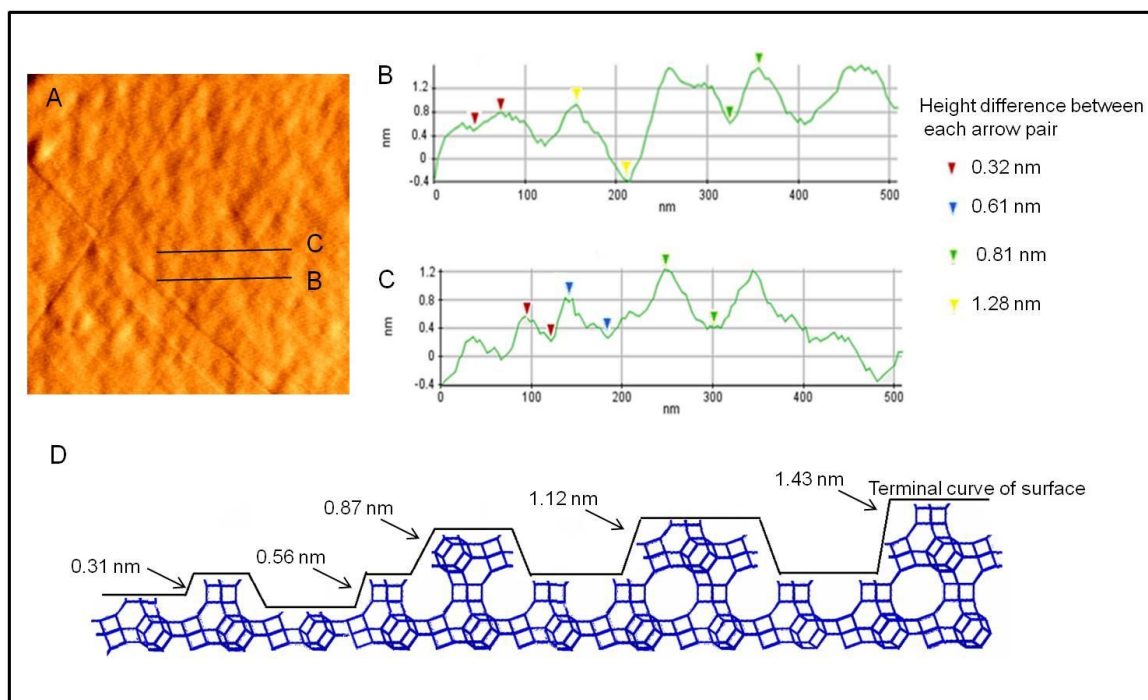 A
C
B
B
1.2
0.8
0.4
0
-0.4
nm
0 100 200 300 400 500
nm
C
1.2
0.8
0.4
0
-0.4
nm
0 100 200 300 400 500
nm
Height difference between
each arrow pair
0.32 nm
0.61 nm
0.81 nm
1.28 nm
D
0.31 nm
0.56 nm
0.87 nm
1.12 nm
1.43 nm
Terminal curve of surface